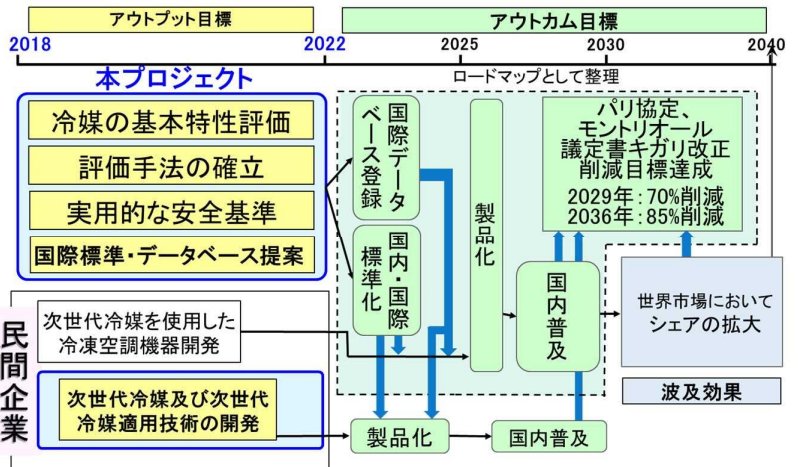 アウトプット目標
アウトカム目標
2018
2022
2025
2030
2040
本プロジェクト
ロードマップとして整理
冷媒の基本特性評価
評価手法の確立
実用的な安全基準
国際標準・データベース提案
国際データ
ベース登録
国内・国際
標準化
製品化
国内普及
パリ協定、
モントリオール
議定書キガリ改正
削減目標達成
2029年：70%削減
2036年：85%削減
世界市場において
シェアの拡大
波及効果
民間企業
次世代冷媒を使用した
冷凍空調機器開発
次世代冷媒及び次世代
冷媒適用技術の開発
製品化
国内普及